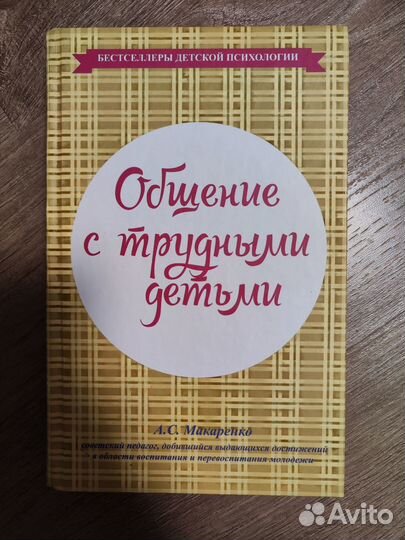 БЕСТСЕЛЛЕРЫ ДЕТСКОЙ ПСИХОЛОГИИ
Общение
с трудными
детьми
А.С. Макаренко
советский педагог, добившийся выдающихся достижений
в области воспитания и перевоспитания молодежи
Avito